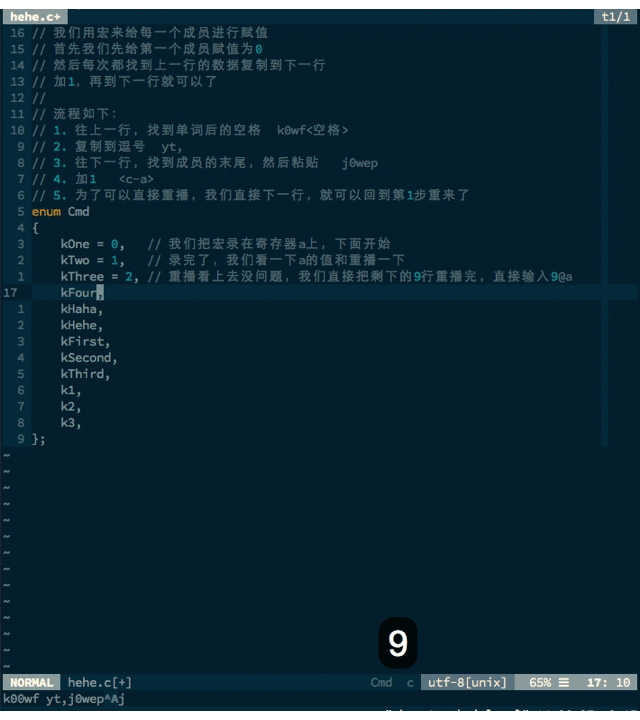 hehe.c+ t1/1
16 // 我们用宏来给每一个成员进行赋值
15 // 首先我们先给第一个成员赋值为0
14 // 然后每次都找到上一行的数据复制到下一行
13 // 加1，再到下一行就可以了
12 //
11 // 流程如下：
10 // 1. 往上一行，找到单词后的空格  k0wf<空格>
9 // 2. 复制到逗号  yt,
8 // 3. 往下一行，找到成员的末尾，然后粘贴   j0wep
7 // 4. 加1   <c-a>
6 // 5. 为了可以直接重播，我们直接下一行，就可以回到第1步重来了
5 enum Cmd
4 {
3     kOne = 0,   // 我们把宏录在寄存器a上，下面开始
2     kTwo = 1,   // 录完了，我们看一下a的值和重播一下
1     kThree = 2, // 重播看上去没问题，我们直接把剩下的9行重播完，直接输入9@a
17     kFour,
1     kHaha,
2     kHehe,
3     kFirst,
4     kSecond,
5     kThird,
6     k1,
7     k2,
8     k3,
9 };
~
~
~
~
~
~
~
~
~
~
~
~
~
~
9
NORMAL hehe.c[+] Cmd c utf-8[unix] 65% ☰ 17: 10
k00wf yt,j0wep^Aj